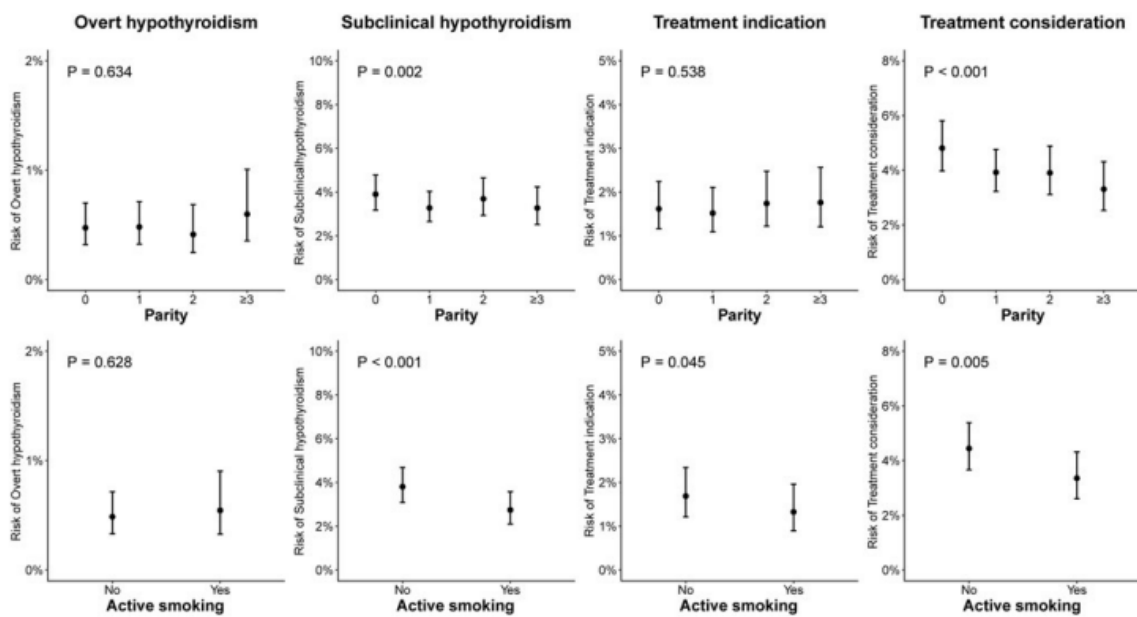 Overt hypothyroidism
Subclinical hypothyroidism
Treatment indication
Treatment consideration
Risk of Overt hypothyroidism
2%
1%
0%
P = 0.634
0 1 2 ≥3
Parity
Risk of Subclinicalhypothyroidism
10%
8%
6%
4%
2%
0%
P = 0.002
0 1 2 ≥3
Parity
Risk of Treatment indication
5%
4%
3%
2%
1%
0%
P = 0.538
0 1 2 ≥3
Parity
Risk of Treatment consideration
8%
6%
4%
2%
0%
P < 0.001
0 1 2 ≥3
Parity
Risk of Overt hypothyroidism
2%
1%
0%
P = 0.628
No Yes
Active smoking
Risk of Subclinical hypothyroidism
10%
8%
6%
4%
2%
0%
P < 0.001
No Yes
Active smoking
Risk of Treatment indication
5%
4%
3%
2%
1%
0%
P = 0.045
No Yes
Active smoking
Risk of Treatment consideration
8%
6%
4%
2%
0%
P = 0.005
No Yes
Active smoking